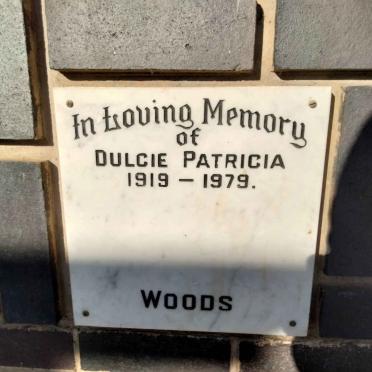 In Loving Memory
of
DULCIE PATRICIA
1919 – 1979.
WOODS